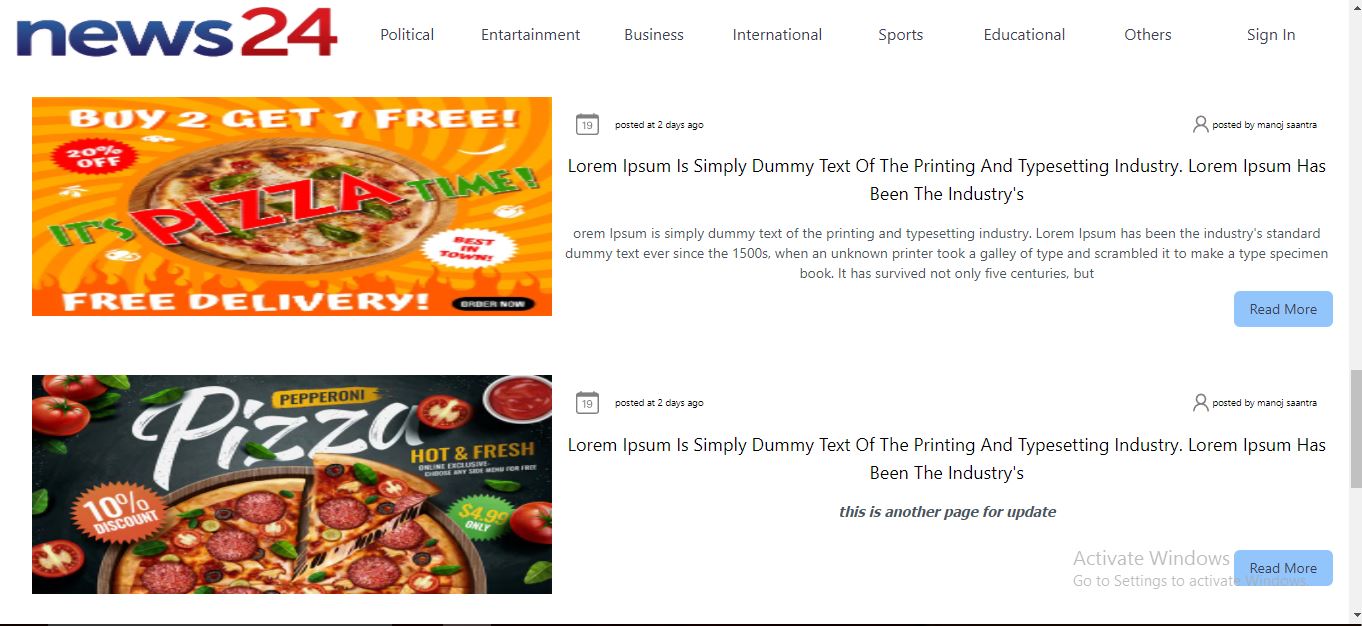 news24
Political Entartainment Business International Sports Educational Others Sign In
BUY 2 GET 1 FREE!
20%
OFF
IT'S PIZZA TIME!
BEST
IN
TOWN!
FREE DELIVERY!
ORDER NOW
19 posted at 2 days ago
posted by manoj saantra
Lorem Ipsum Is Simply Dummy Text Of The Printing And Typesetting Industry. Lorem Ipsum Has
Been The Industry's
orem Ipsum is simply dummy text of the printing and typesetting industry. Lorem Ipsum has been the industry's standard
dummy text ever since the 1500s, when an unknown printer took a galley of type and scrambled it to make a type specimen
book. It has survived not only five centuries, but
Read More
PEPPERONI
Pizza
HOT & FRESH
ONLINE EXCLUSIVE-
CHOOSE ANY SIDE MENU FOR FREE
10%
DISCOUNT
$4.99
ONLY
19 posted at 2 days ago
posted by manoj saantra
Lorem Ipsum Is Simply Dummy Text Of The Printing And Typesetting Industry. Lorem Ipsum Has
Been The Industry's
this is another page for update
Read More
Activate Windows
Go to Settings to activate Windows.